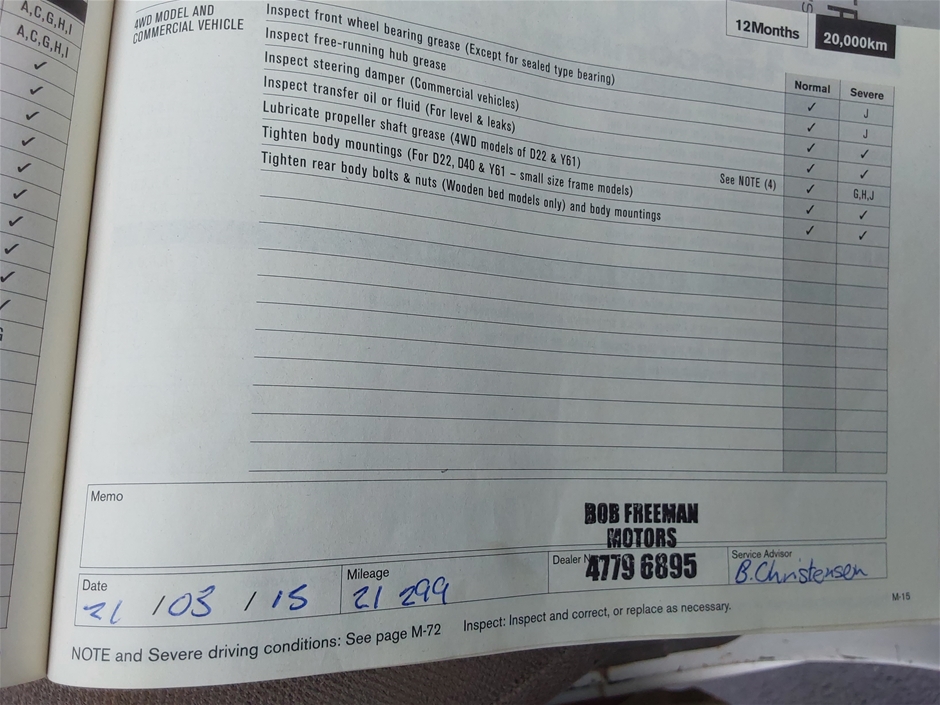 A,C,G,H,I
A,C,G,H,I
✓
✓
✓
✓
✓
✓
✓
✓
✓
✓
G
12Months
20,000km
4WD MODEL AND
COMMERCIAL VEHICLE
Normal Severe
Inspect front wheel bearing grease (Except for sealed type bearing) ✓ J
Inspect free-running hub grease ✓ J
Inspect steering damper (Commercial vehicles) ✓ ✓
Inspect transfer oil or fluid (For level & leaks) ✓ ✓
Lubricate propeller shaft grease (4WD models of D22 & Y61) See NOTE (4) ✓ G,H,J
Tighten body mountings (For D22, D40 & Y61 – small size frame models) ✓ ✓
Tighten rear body bolts & nuts (Wooden bed models only) and body mountings ✓ ✓
Memo
BOB FREEMAN
MOTORS
4779 6895
Date
21 / 03 / 15
Mileage
21 299
Dealer
Service Advisor
B.Christensen
NOTE and Severe driving conditions: See page M-72
Inspect: Inspect and correct, or replace as necessary.
M-15